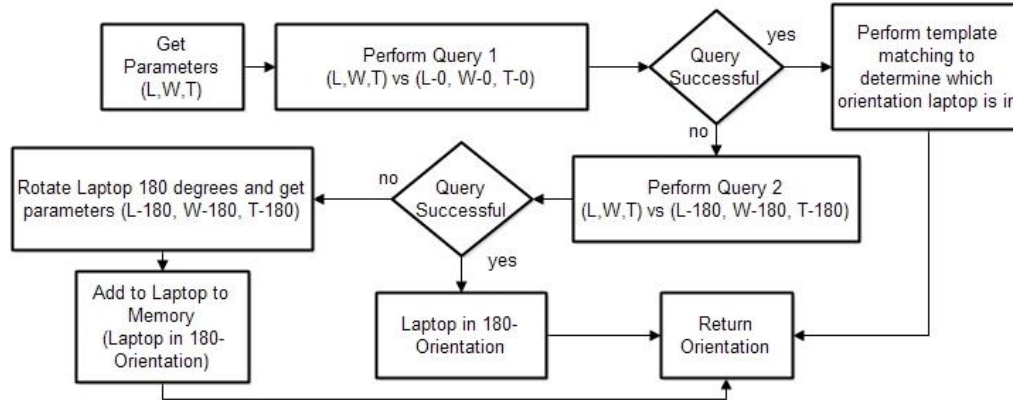 Get
Parameters
(L,W,T)
Perform Query 1
(L,W,T) vs (L-0, W-0, T-0)
Query
Successful
yes
Perform template
matching to
determine which
orientation laptop is in
no
Perform Query 2
(L,W,T) vs (L-180, W-180, T-180)
Query
Successful
no
Rotate Laptop 180 degrees and get
parameters (L-180, W-180, T-180)
yes
Add to Laptop to
Memory
(Laptop in 180-
Orientation)
Laptop in 180-
Orientation
Return
Orientation